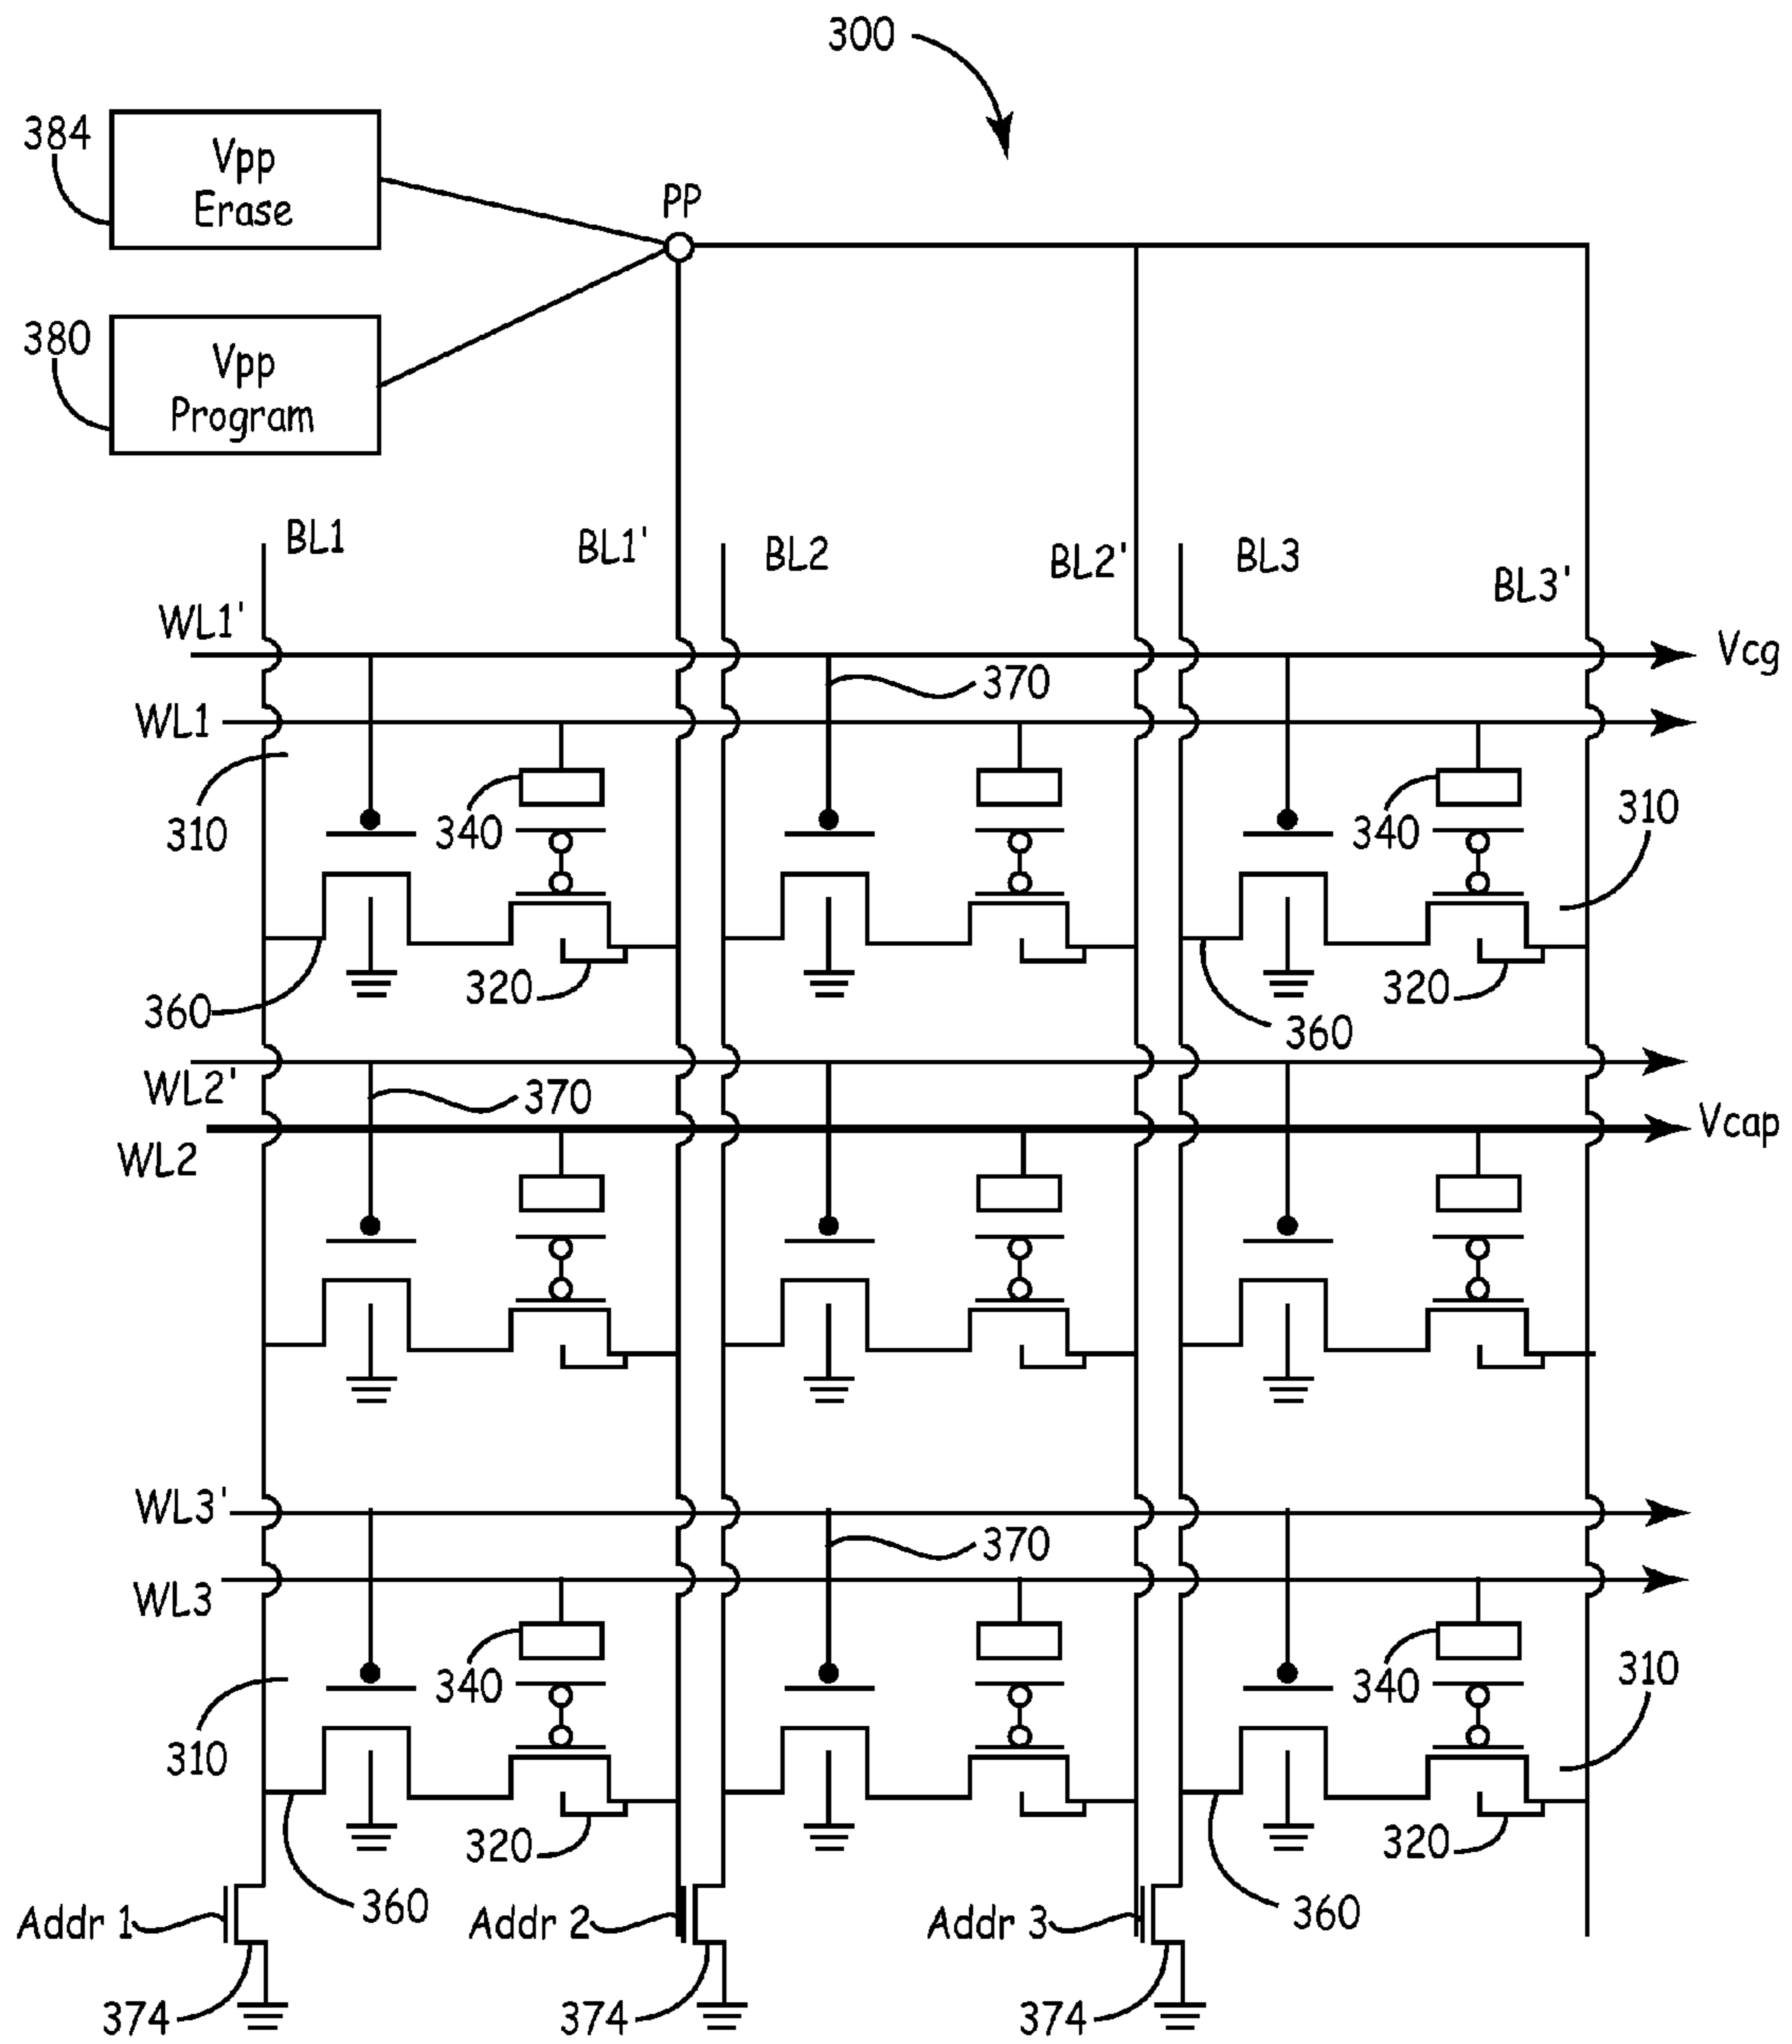 300
384
Vpp
Erase
PP
380
Vpp
Program
BL1
BL1'
BL2
BL2'
BL3
BL3'
WL1'
Vcg
370
WL1
310
340
340
310
360
320
360
320
WL2'
370
Vcap
WL2
WL3'
370
WL3
310
340
340
310
320
320
Addr 1
360
Addr 2
Addr 3
360
374
374
374